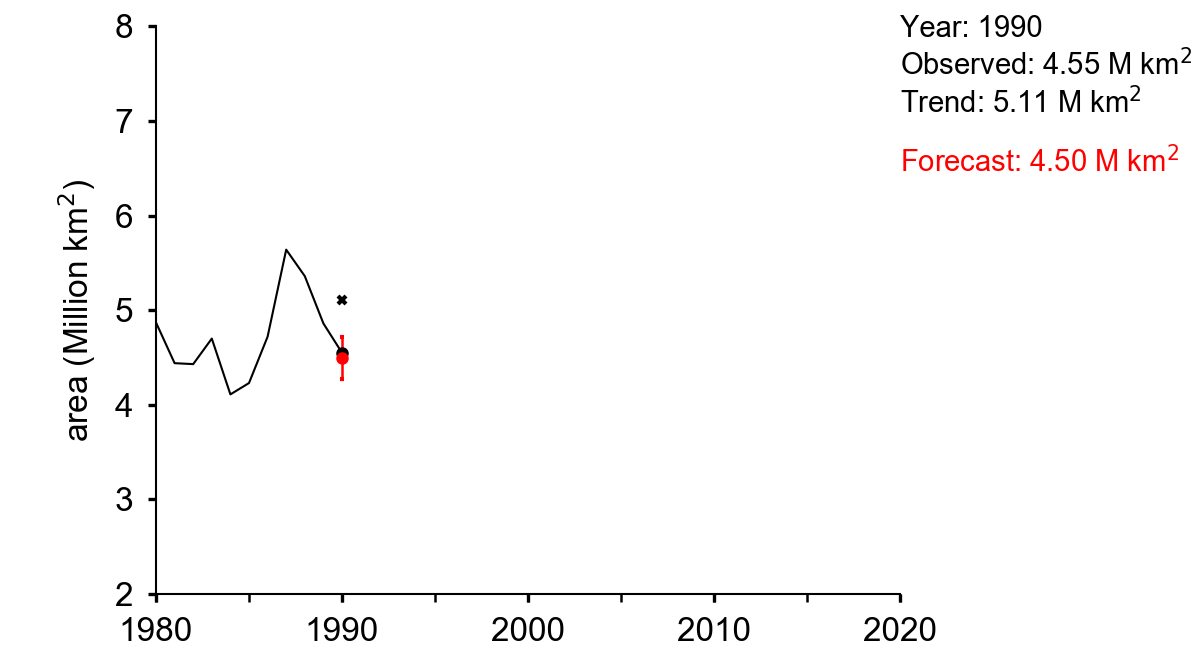 Year: 1990
Observed: 4.55 M km²
Trend: 5.11 M km²
Forecast: 4.50 M km²
area (Million km²)
8
7
6
5
4
3
2
1980 1990 2000 2010 2020